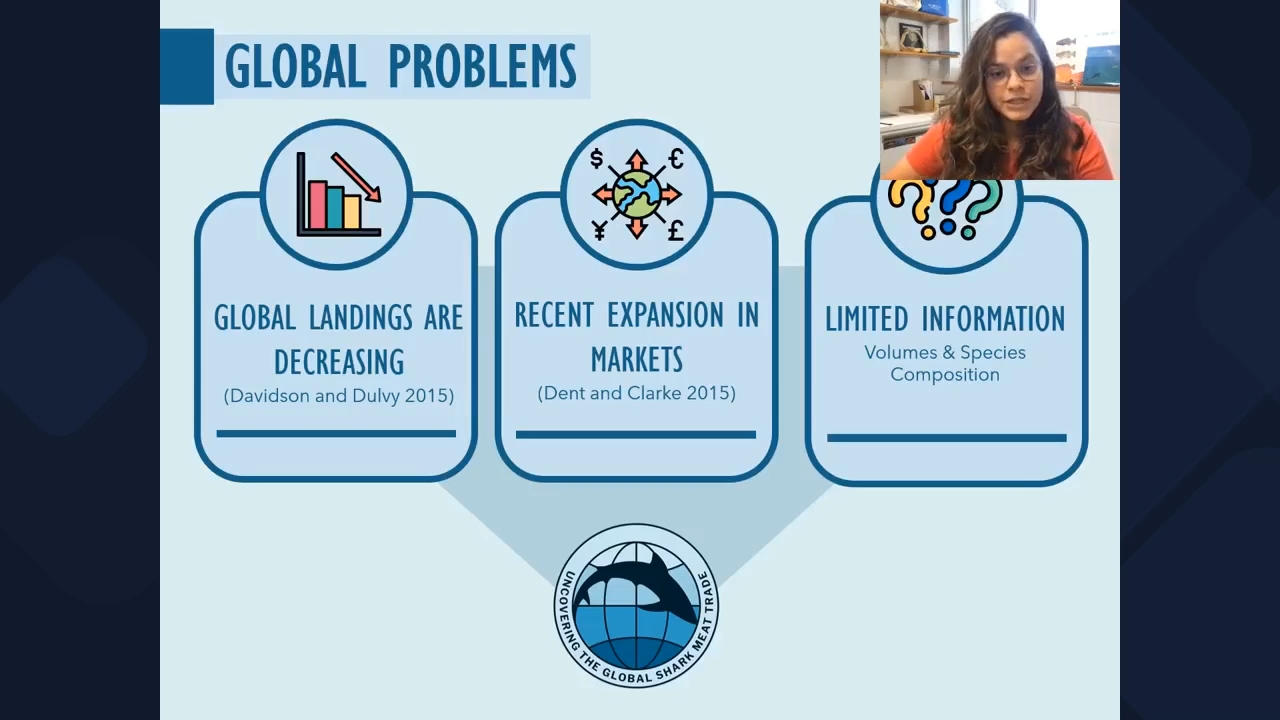 GLOBAL PROBLEMS
$ €
¥ £
???
GLOBAL LANDINGS ARE
DECREASING
(Davidson and Dulvy 2015)
RECENT EXPANSION IN
MARKETS
(Dent and Clarke 2015)
LIMITED INFORMATION
Volumes & Species
Composition
UNCOVERING THE GLOBAL SHARK MEAT TRADE